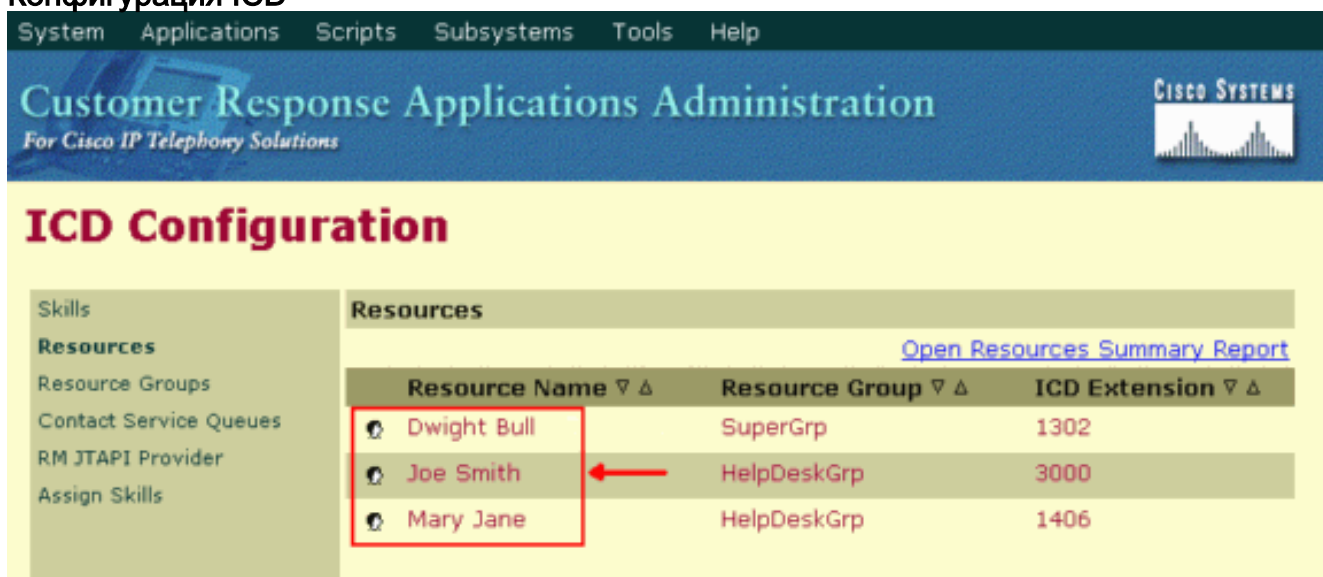 Конфигурация ICD
System Applications Scripts Subsystems Tools Help
Customer Response Applications Administration
For Cisco IP Telephony Solutions
CISCO SYSTEMS
ICD Configuration
Skills
Resources
Resource Groups
Contact Service Queues
RM JTAPI Provider
Assign Skills
Resources
Open Resources Summary Report
Resource Name ▽ △ Resource Group ▽ △ ICD Extension ▽ △
Dwight Bull SuperGrp 1302
Joe Smith HelpDeskGrp 3000
Mary Jane HelpDeskGrp 1406